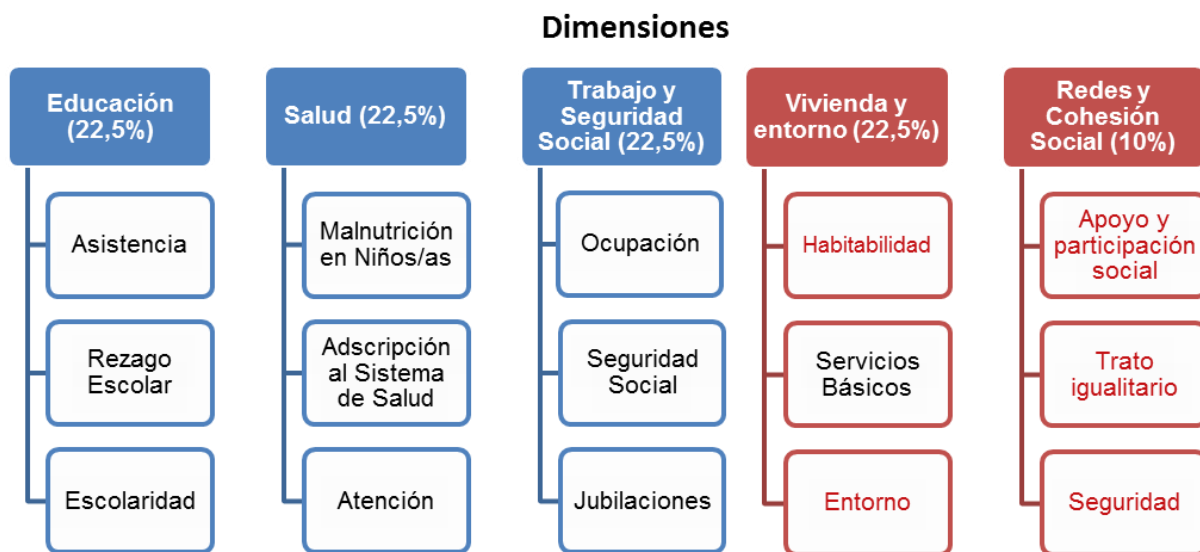 Dimensiones
Educación
(22,5%)
Asistencia
Rezago
Escolar
Escolaridad
Salud (22,5%)
Malnutrición
en Niños/as
Adscripción
al Sistema
de Salud
Atención
Trabajo y
Seguridad
Social (22,5%)
Ocupación
Seguridad
Social
Jubilaciones
Vivienda y
entorno (22,5%)
Habitabilidad
Servicios
Básicos
Entorno
Redes y
Cohesión
Social (10%)
Apoyo y
participación
social
Trato
igualitario
Seguridad